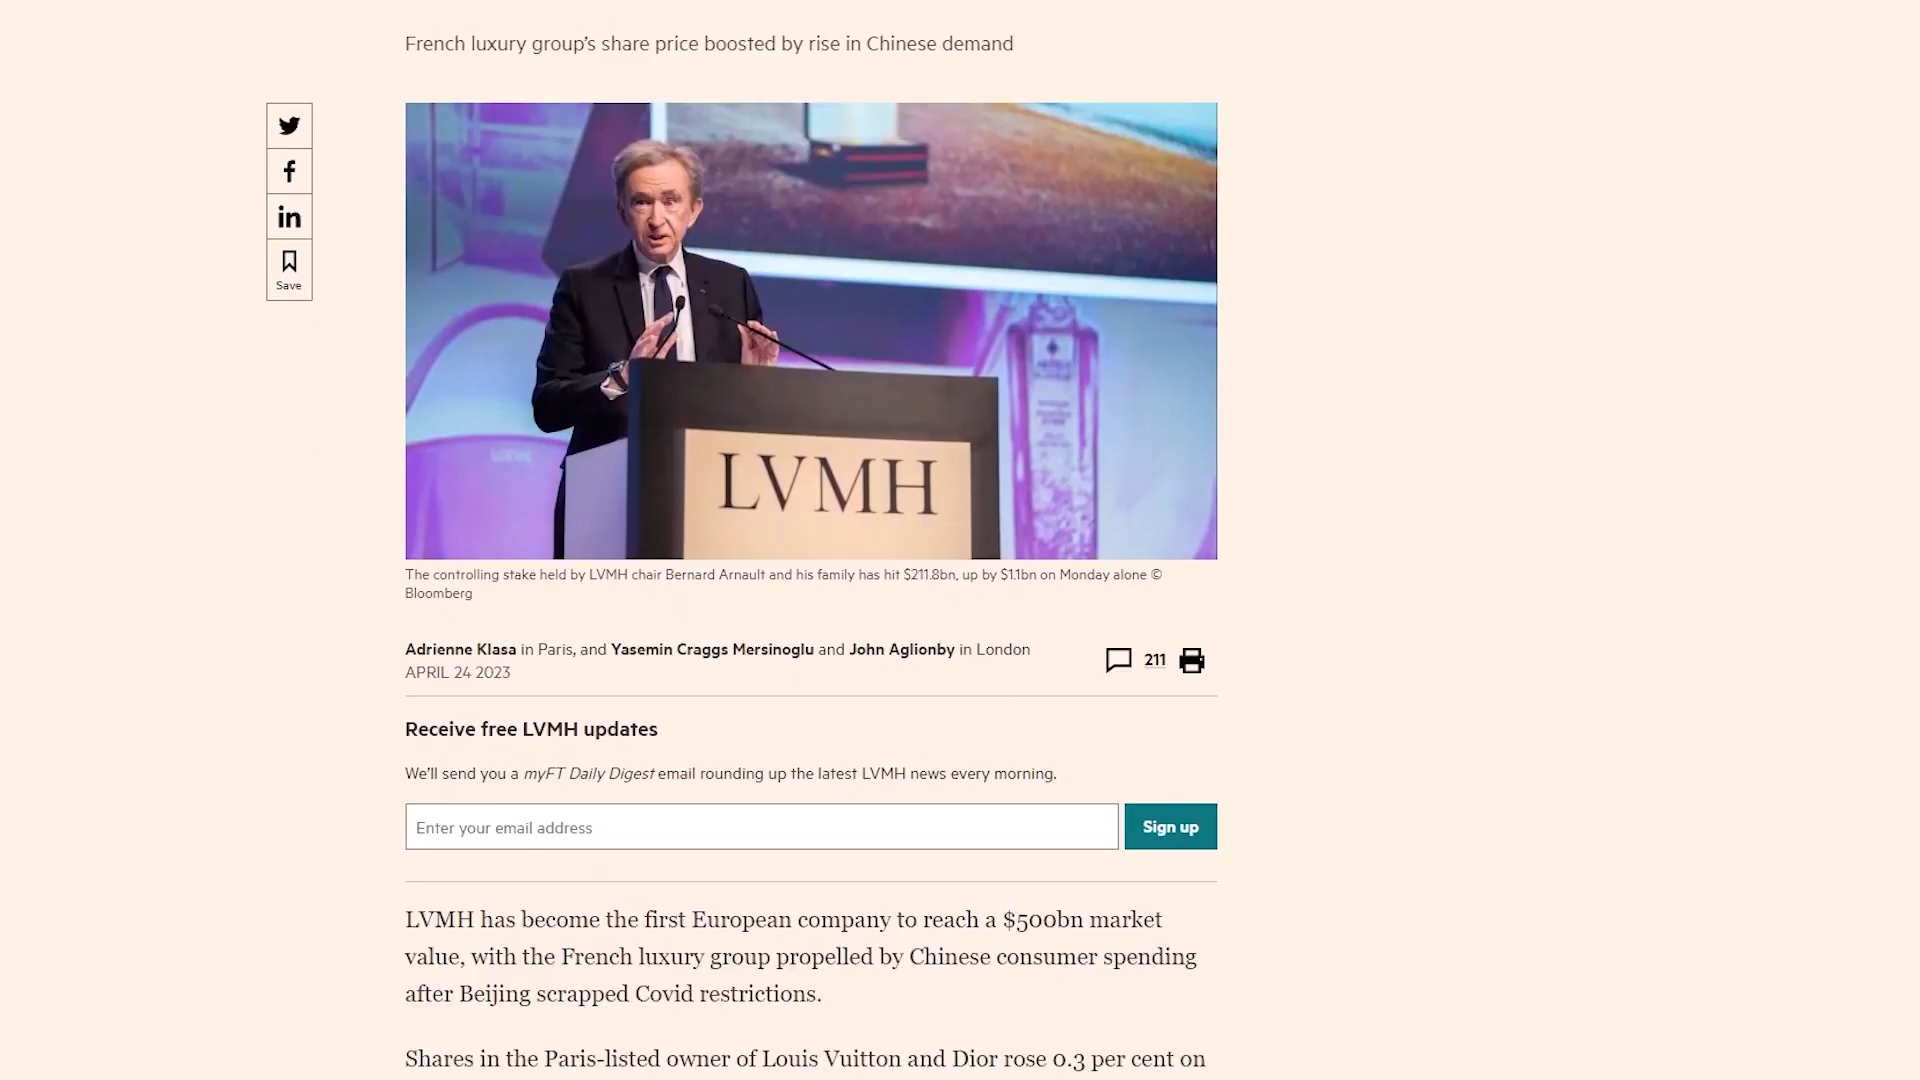 French luxury group’s share price boosted by rise in Chinese demand
Save
LVMH
The controlling stake held by LVMH chair Bernard Arnault and his family has hit $211.8bn, up by $1.1bn on Monday alone ©
Bloomberg
Adrienne Klasa in Paris, and Yasemin Craggs Mersinoglu and John Aglionby in London
211
APRIL 24 2023
Receive free LVMH updates
We’ll send you a myFT Daily Digest email rounding up the latest LVMH news every morning.
Enter your email address
Sign up
LVMH has become the first European company to reach a $500bn market
value, with the French luxury group propelled by Chinese consumer spending
after Beijing scrapped Covid restrictions.
Shares in the Paris-listed owner of Louis Vuitton and Dior rose 0.3 per cent on